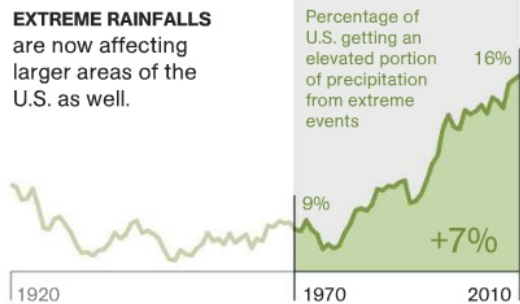 EXTREME RAINFALLS
are now affecting
larger areas of the
U.S. as well.
Percentage of
U.S. getting an
elevated portion
of precipitation
from extreme
events
16%
9%
+7%
1920
1970
2010